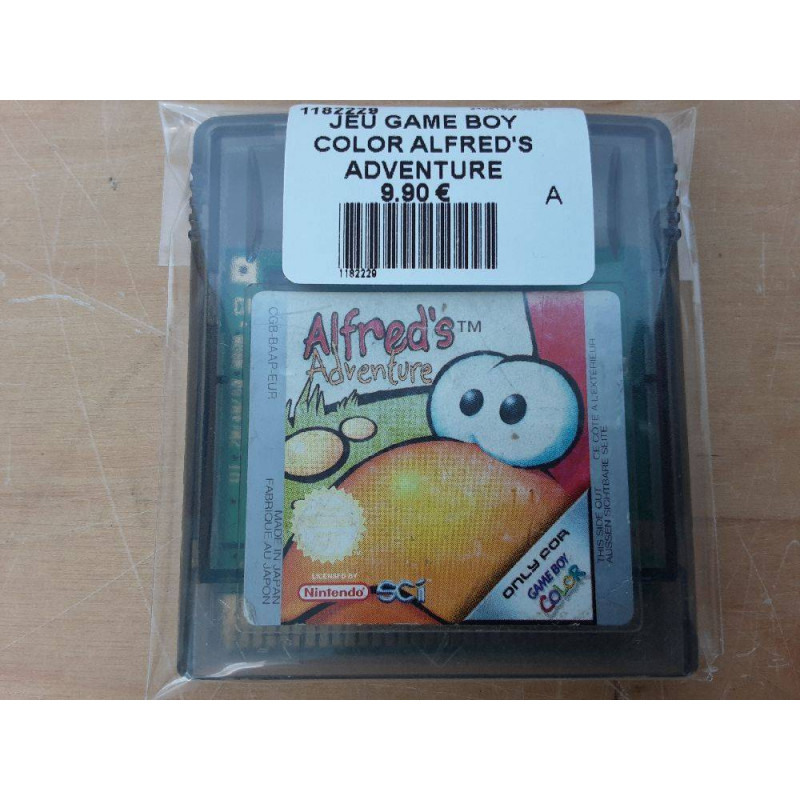 1182229
JEU GAME BOY
COLOR ALFRED'S
ADVENTURE
9.90 €
A
1182229
Alfred's™
Adventure
CGB-BAAP-EUR
MADE IN JAPAN
FABRIQUE AU JAPON
CE CÔTÉ À L'EXTÉRIEUR
THIS SIDE OUT
AUSSEN SICHTBARE SEITE
LICENSED BY
Nintendo
SCi
ONLY FOR
GAME BOY
COLOR